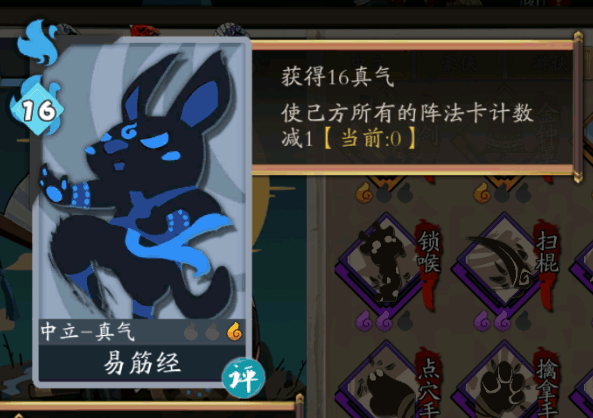 16
获得16真气
使己方所有的阵法卡计数
减1【当前:0】
中立-真气
易筋经
评
锁喉
扫棍
点穴手
擒拿手